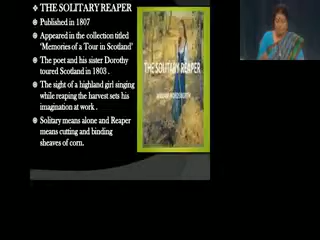 ❖ THE SOLITARY REAPER
● Published in 1807
● Appeared in the collection titled
‘Memories of a Tour in Scotland’
● The poet and his sister Dorothy
toured Scotland in 1803 .
● The sight of a highland girl singing
while reaping the harvest sets his
imagination at work .
● Solitary means alone and Reaper
means cutting and binding
sheaves of corn.
THE SOLITARY REAPER